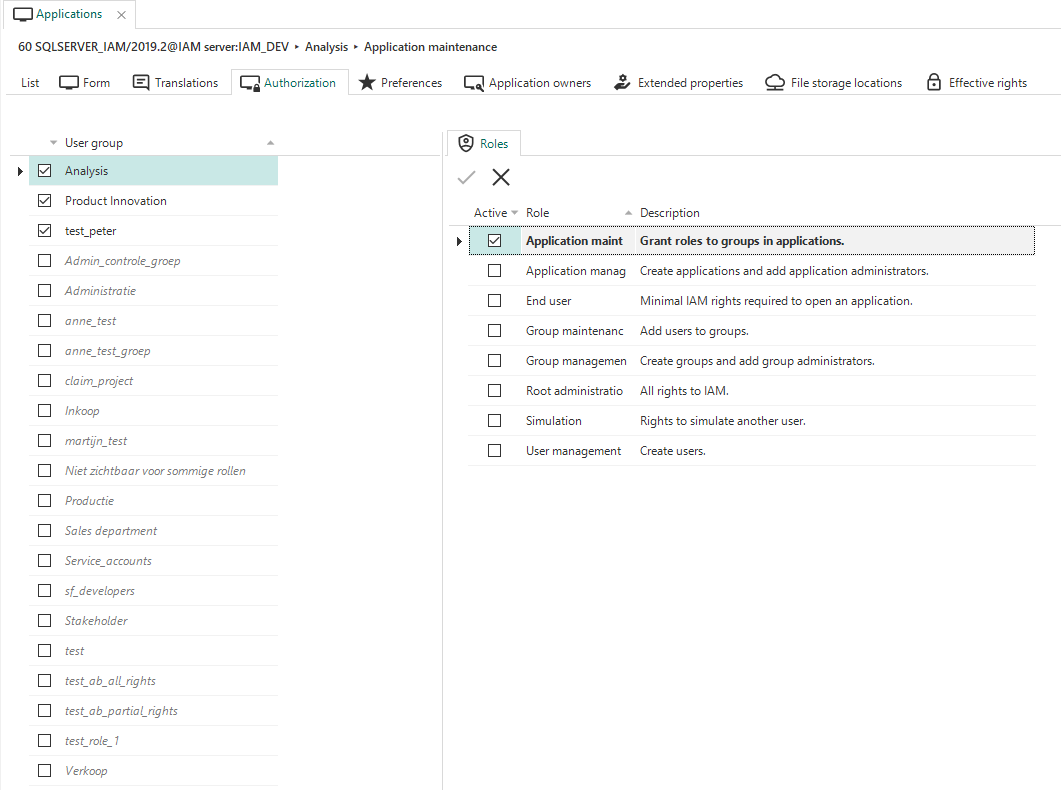 Applications
60 SQLSERVER_IAM/2019.2@IAM server:IAM_DEV ▸ Analysis ▸ Application maintenance
List Form Translations Authorization Preferences Application owners Extended properties File storage locations Effective rights
User group
Analysis
Product Innovation
test_peter
Admin_controle_groep
Administratie
anne_test
anne_test_groep
claim_project
Inkoop
martijn_test
Niet zichtbaar voor sommige rollen
Productie
Sales department
Service_accounts
sf_developers
Stakeholder
test
test_ab_all_rights
test_ab_partial_rights
test_role_1
Verkoop
Roles
Active Role Description
Application maint Grant roles to groups in applications.
Application manag Create applications and add application administrators.
End user Minimal IAM rights required to open an application.
Group maintenanc Add users to groups.
Group managemen Create groups and add group administrators.
Root administratio All rights to IAM.
Simulation Rights to simulate another user.
User management Create users.